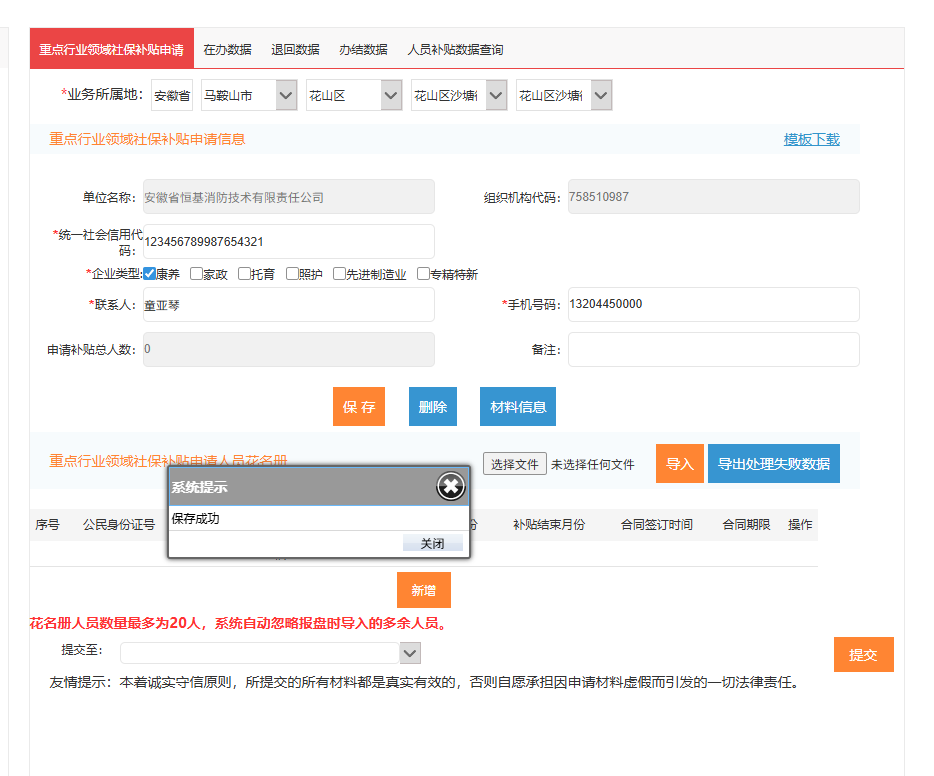 重点行业领域社保补贴申请 在办数据 退回数据 办结数据 人员补贴数据查询
*业务所属地: 安徽省 马鞍山市 花山区 花山区沙塘 花山区沙塘
重点行业领域社保补贴申请信息 模板下载
单位名称: 安徽省恒基消防技术有限责任公司 组织机构代码: 758510987
*统一社会信用代
码: 123456789987654321
*企业类型: 康养 家政 托育 照护 先进制造业 专精特新
*联系人: 童亚琴 *手机号码: 13204450000
申请补贴总人数: 0 备注:
保 存 删除 材料信息
重点行业领域社保补贴申请人员花名册 选择文件 未选择任何文件 导入 导出处理失败数据
系统提示
保存成功
关闭
序号 公民身份证号 份 补贴结束月份 合同签订时间 合同期限 操作
新增
花名册人员数量最多为20人，系统自动忽略报盘时导入的多余人员。
提交至:
提交
友情提示：本着诚实守信原则，所提交的所有材料都是真实有效的，否则自愿承担因申请材料虚假而引发的一切法律责任。